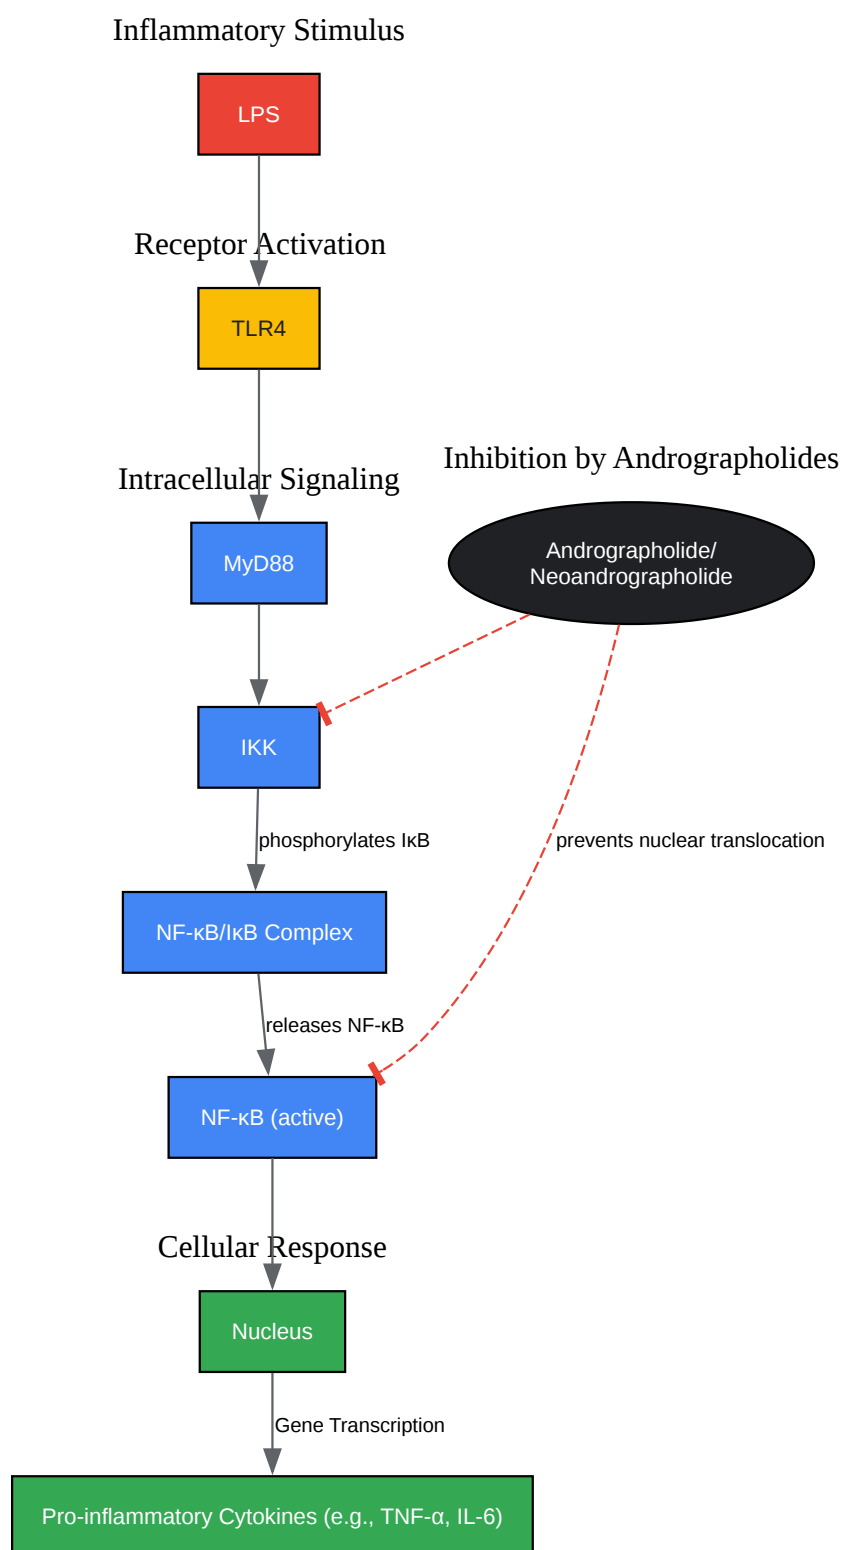 Inflammatory Stimulus
LPS
Receptor Activation
TLR4
Intracellular Signaling
Inhibition by Andrographolides
MyD88
Andrographolide/
Neoandrographolide
IKK
phosphorylates IκB
prevents nuclear translocation
NF-κB/IκB Complex
releases NF-κB
NF-κB (active)
Cellular Response
Nucleus
Gene Transcription
Pro-inflammatory Cytokines (e.g., TNF-α, IL-6)